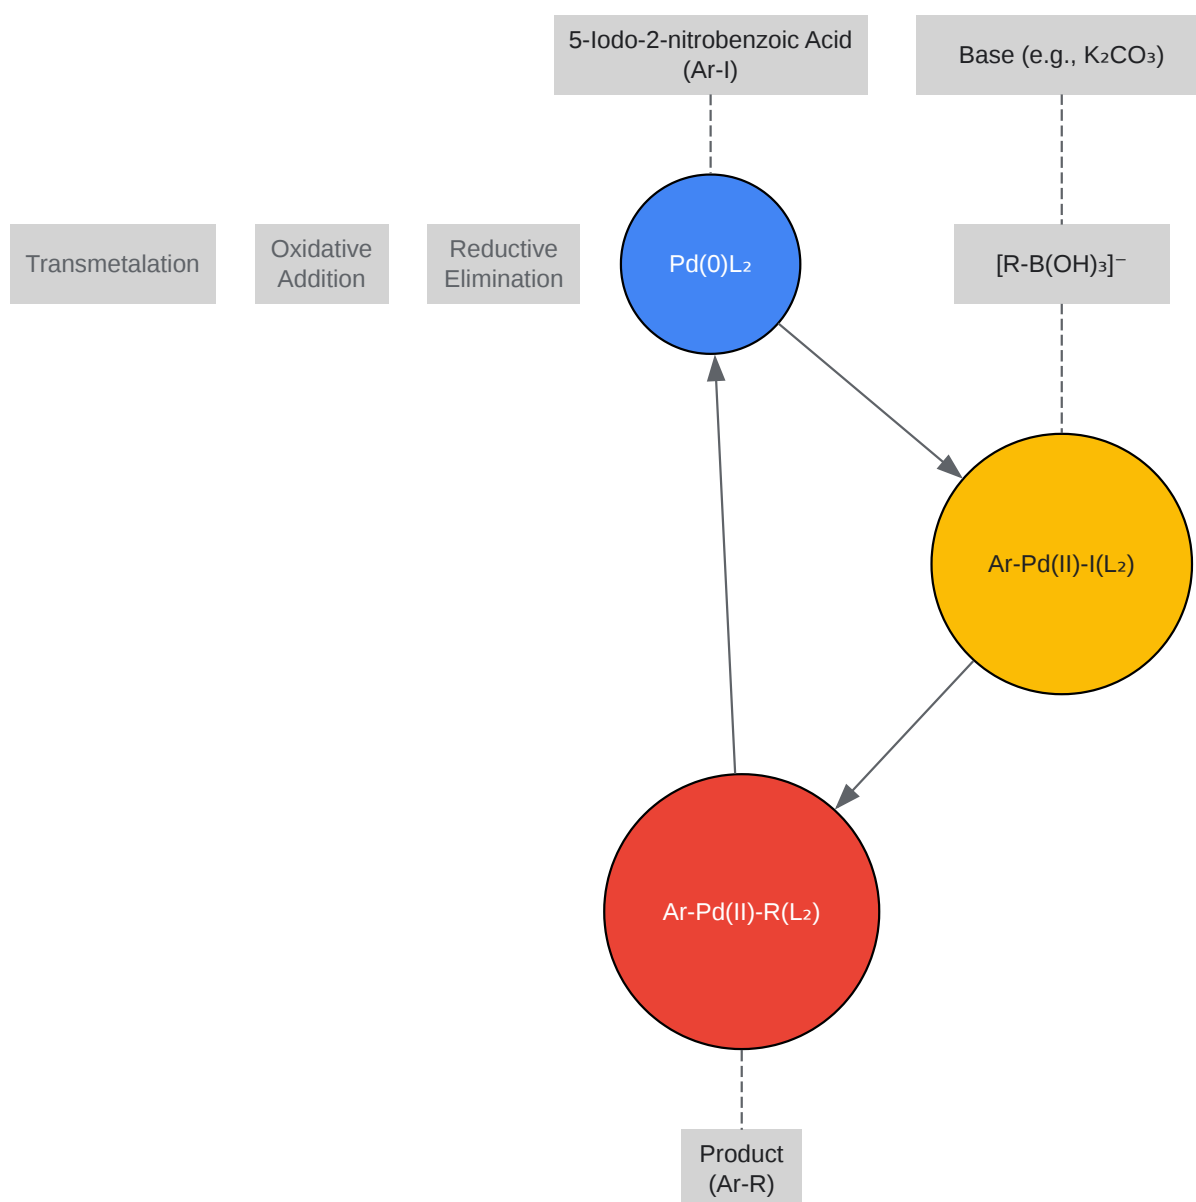 5-Iodo-2-nitrobenzoic Acid
(Ar-I)
Base (e.g., K₂CO₃)
Transmetalation
Oxidative
Addition
Reductive
Elimination
Pd(0)L₂
[R-B(OH)₃]⁻
Ar-Pd(II)-I(L₂)
Ar-Pd(II)-R(L₂)
Product
(Ar-R)